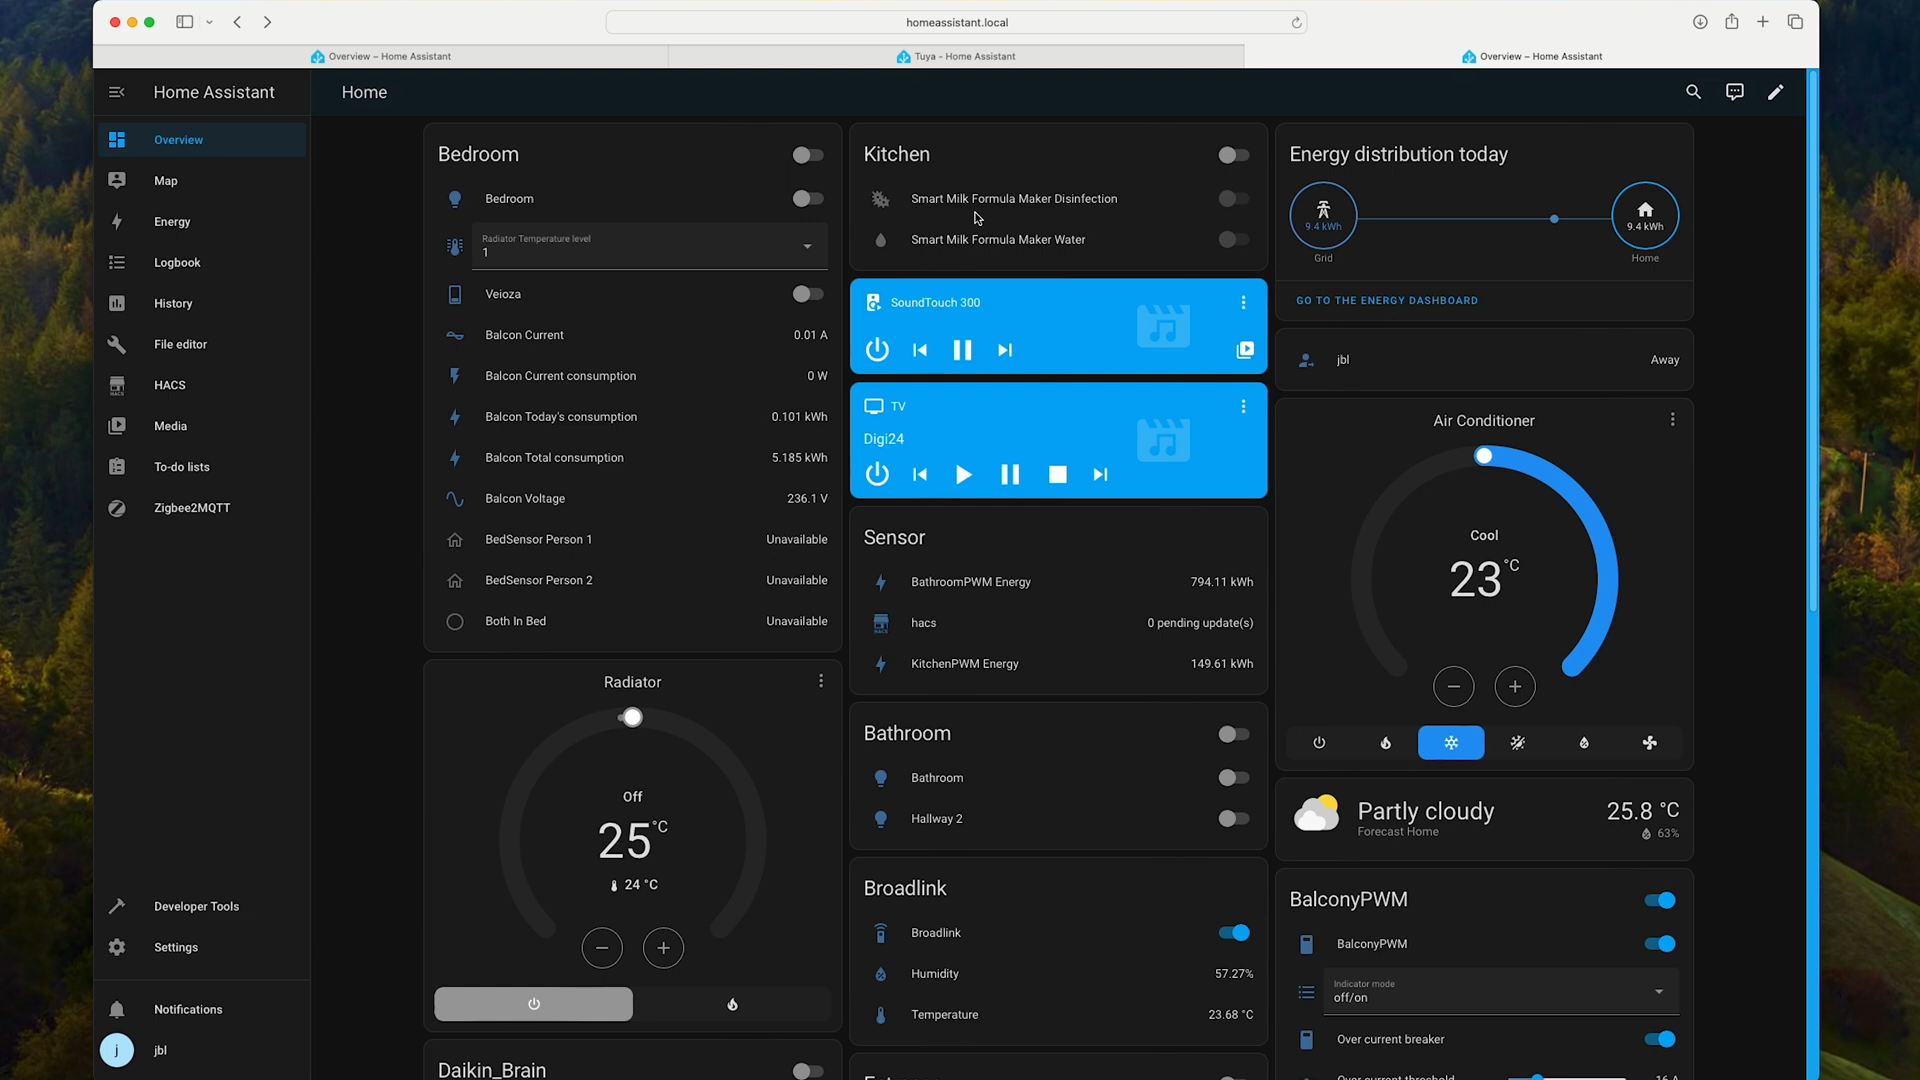 homeassistant.local
Overview – Home Assistant
Tuya - Home Assistant
Overview – Home Assistant
Home Assistant
Home
Overview
Map
Energy
Logbook
History
File editor
HACS
HACS
Media
To-do lists
Zigbee2MQTT
Developer Tools
Settings
Notifications
j
jbl
Bedroom
Bedroom
Radiator Temperature level
1
Veioza
Balcon Current
0.01 A
Balcon Current consumption
0 W
Balcon Today's consumption
0.101 kWh
Balcon Total consumption
5.185 kWh
Balcon Voltage
236.1 V
BedSensor Person 1
Unavailable
BedSensor Person 2
Unavailable
Both In Bed
Unavailable
Radiator
Off
25 °C
24 °C
Daikin_Brain
Kitchen
Smart Milk Formula Maker Disinfection
Smart Milk Formula Maker Water
SoundTouch 300
TV
Digi24
Sensor
BathroomPWM Energy
794.11 kWh
HACS
hacs
0 pending update(s)
KitchenPWM Energy
149.61 kWh
Bathroom
Bathroom
Hallway 2
Broadlink
Broadlink
Humidity
57.27%
Temperature
23.68 °C
Energy distribution today
9.4 kWh
9.4 kWh
Grid
Home
GO TO THE ENERGY DASHBOARD
jbl
Away
Air Conditioner
Cool
23 °C
Partly cloudy
Forecast Home
25.8 °C
63%
BalconyPWM
BalconyPWM
Indicator mode
off/on
Over current breaker
Over current threshold
16 A